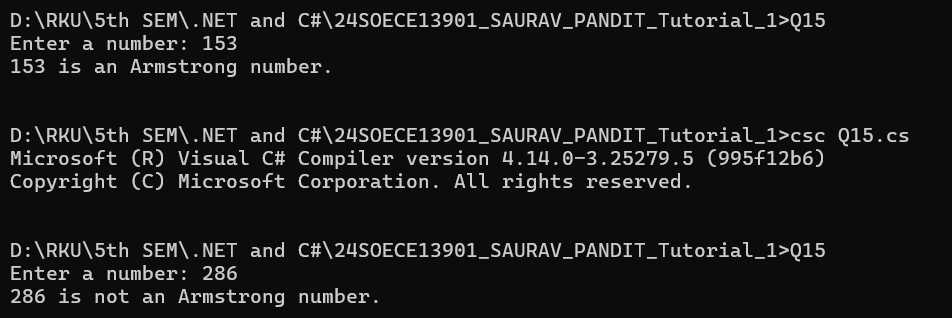 D:\RKU\5th SEM\.NET and C#\24SOECE13901_SAURAV_PANDIT_Tutorial_1>Q15
Enter a number: 153
153 is an Armstrong number.
D:\RKU\5th SEM\.NET and C#\24SOECE13901_SAURAV_PANDIT_Tutorial_1>csc Q15.cs
Microsoft (R) Visual C# Compiler version 4.14.0-3.25279.5 (995f12b6)
Copyright (C) Microsoft Corporation. All rights reserved.
D:\RKU\5th SEM\.NET and C#\24SOECE13901_SAURAV_PANDIT_Tutorial_1>Q15
Enter a number: 286
286 is not an Armstrong number.